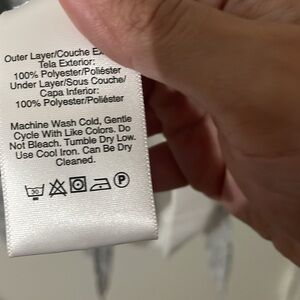 Outer Layer/Couche Ex
Tela Exterior:
100% Polyester/Poliéster
Under Layer/Sous Couche/
Capa Inferior:
100% Polyester/Poliéster
Machine Wash Cold, Gentle
Cycle With Like Colors. Do
Not Bleach. Tumble Dry Low.
Use Cool Iron. Can Be Dry
Cleaned.
30 P